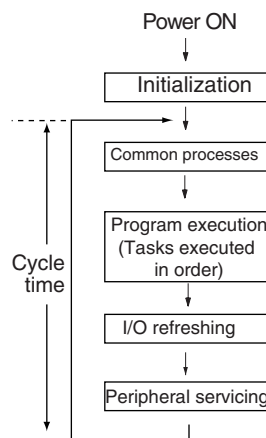 Power ON
Initialization
Common processes
Program execution
(Tasks executed
in order)
Cycle
time
I/O refreshing
Peripheral servicing